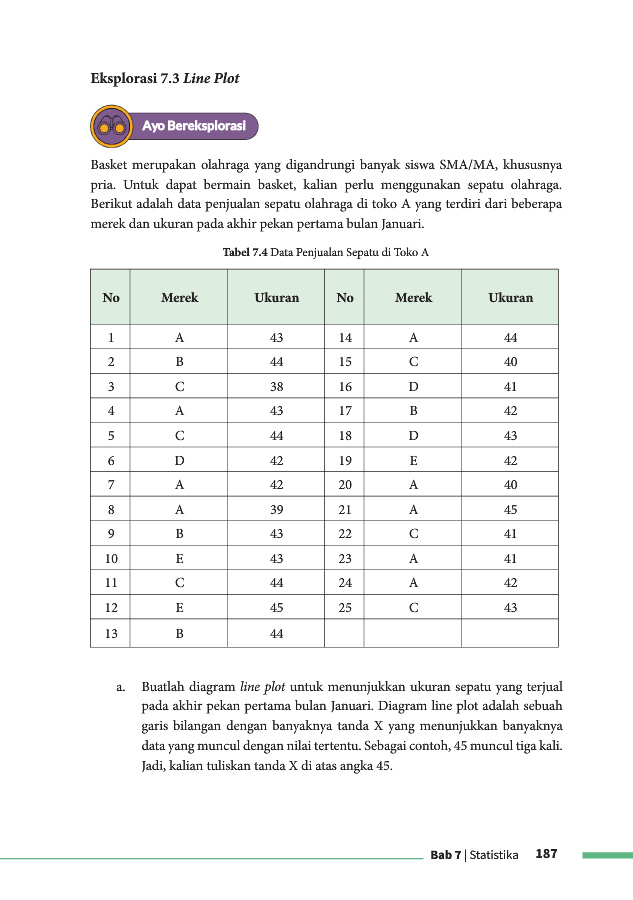 Eksplorasi 7.3 Line Plot
Ayo Bereksplorasi
Basket merupakan olahraga yang digandrungi banyak siswa SMA/MA, khususnya
pria. Untuk dapat bermain basket, kalian perlu menggunakan sepatu olahraga.
Berikut adalah data penjualan sepatu olahraga di toko A yang terdiri dari beberapa
merek dan ukuran pada akhir pekan pertama bulan Januari.
Tabel 7.4 Data Penjualan Sepatu di Toko A
No Merek Ukuran No Merek Ukuran
1 A 43 14 A 44
2 B 44 15 C 40
3 C 38 16 D 41
4 A 43 17 B 42
5 C 44 18 D 43
6 D 42 19 E 42
7 A 42 20 A 40
8 A 39 21 A 45
9 B 43 22 C 41
10 E 43 23 A 41
11 C 44 24 A 42
12 E 45 25 C 43
13 B 44
a. Buatlah diagram line plot untuk menunjukkan ukuran sepatu yang terjual
pada akhir pekan pertama bulan Januari. Diagram line plot adalah sebuah
garis bilangan dengan banyaknya tanda X yang menunjukkan banyaknya
data yang muncul dengan nilai tertentu. Sebagai contoh, 45 muncul tiga kali.
Jadi, kalian tuliskan tanda X di atas angka 45.
Bab 7 | Statistika 187